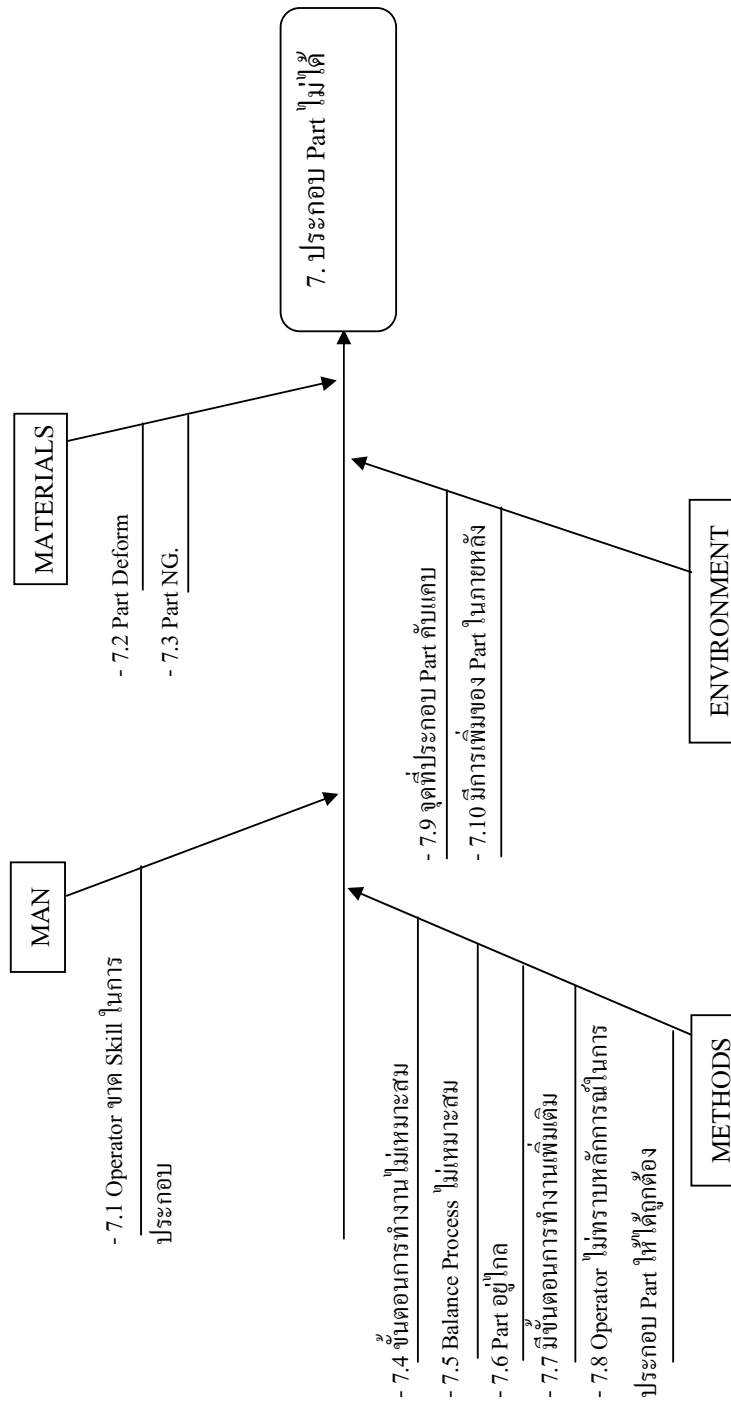 MAN
- 7.1 Operator ขาด Skill ในการ
ประกอบ
MATERIALS
- 7.2 Part Deform
- 7.3 Part NG.
7. ประกอบ Part ไม่ได้
- 7.4 ขั้นตอนการทำงานไม่เหมาะสม
- 7.5 Balance Process ไม่เหมาะสม
- 7.6 Part อยู่ไกล
- 7.7 มีขั้นตอนการทำงานเพิ่มเติม
- 7.8 Operator ไม่ทราบหลักการณ์ในการ
ประกอบ Part ให้ได้ถูกต้อง
METHODS
- 7.9 จุดที่ประกอบ Part คับแคบ
- 7.10 มีการเพิ่มของ Part ในภายหลัง
ENVIRONMENT